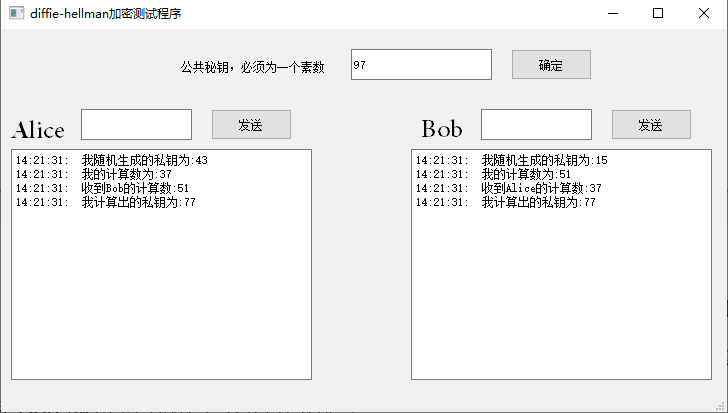 diffie-hellman加密测试程序
公共秘钥，必须为一个素数
97
确定
Alice
发送
Bob
发送
14:21:31: 我随机生成的私钥为:43
14:21:31: 我的计算数为:37
14:21:31: 收到Bob的计算数:51
14:21:31: 我计算出的私钥为:77
14:21:31: 我随机生成的私钥为:15
14:21:31: 我的计算数为:51
14:21:31: 收到Alice的计算数:37
14:21:31: 我计算出的私钥为:77